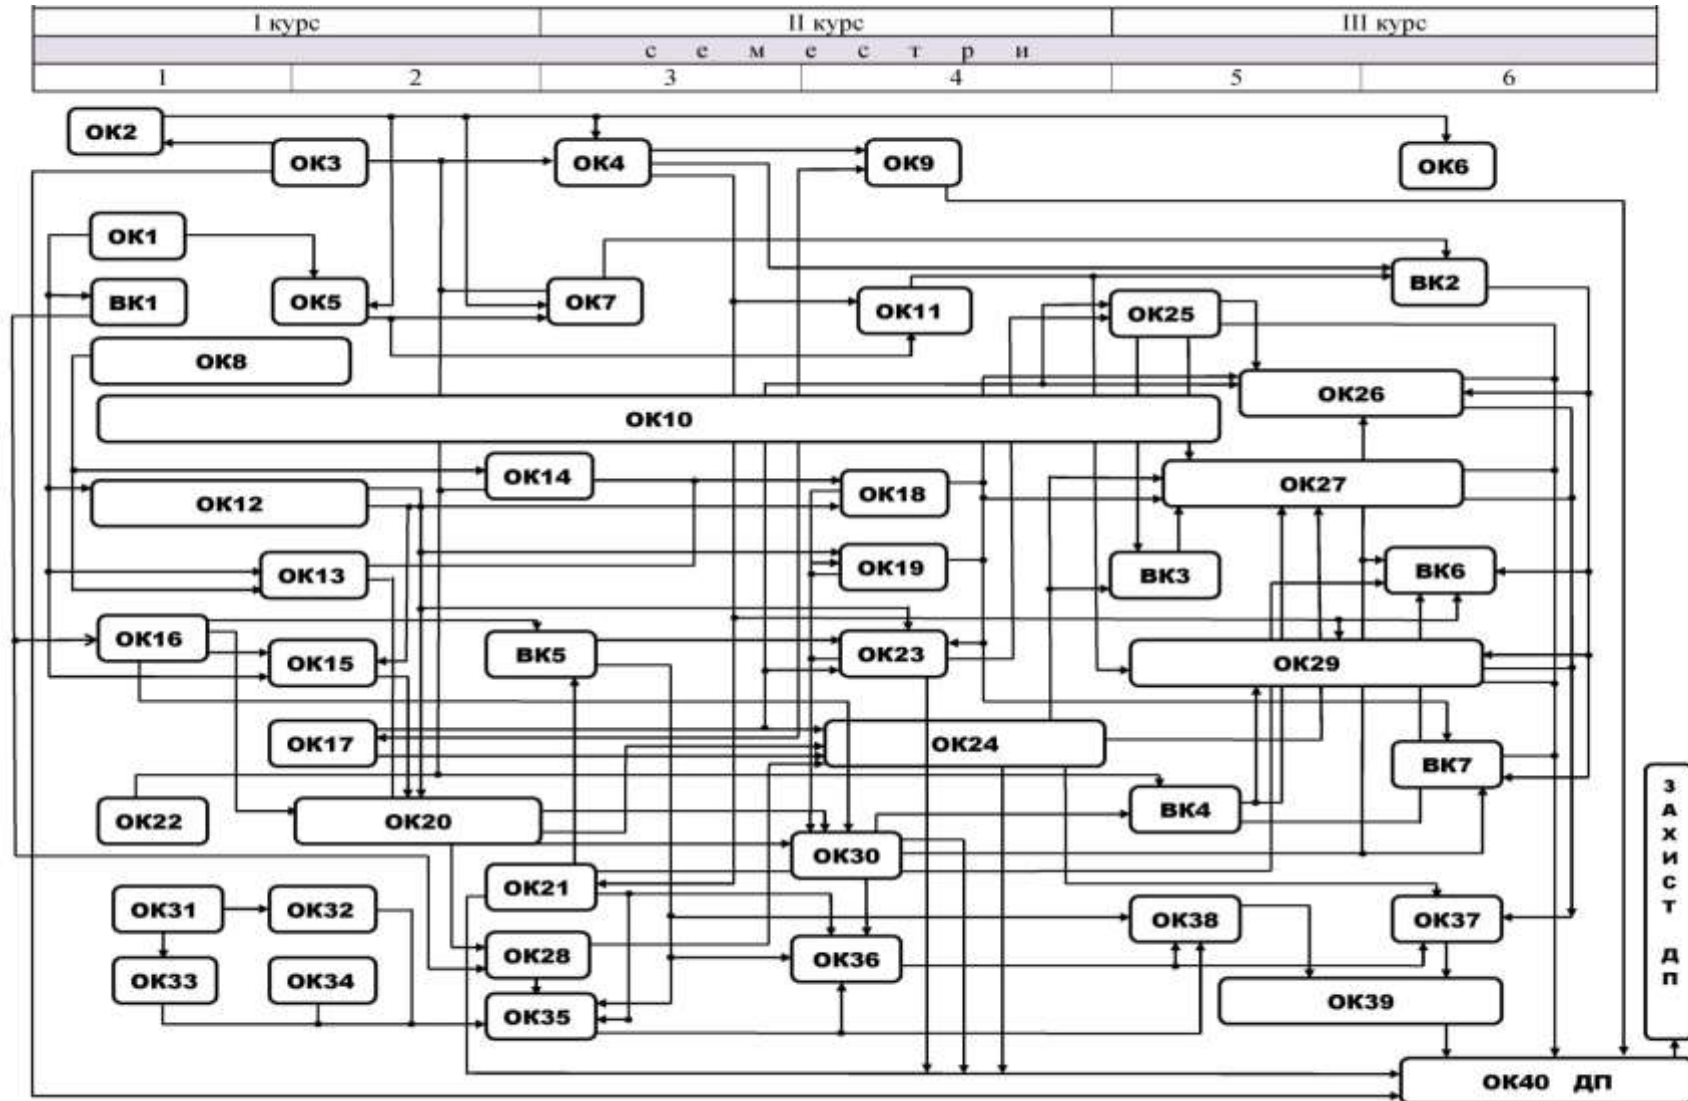 I курс II курс III курс
с е м е с т р и
1 2 3 4 5 6
ОК2
ОК3 ОК4 ОК9 ОК6
ОК1
ВК1 ОК5 ОК7 ОК11 ОК25 ВК2
ОК8
ОК26
ОК10
ОК14 ОК18 ОК27
ОК12
ОК13 ОК19 ВК3 ВК6
ОК16 ОК15 ВК5 ОК23 ОК29
ОК17 ОК24 ВК7
ОК22 ОК20 ВК4
ОК30
ОК21
ОК31 ОК32 ОК38 ОК37
ОК28 ОК36
ОК33 ОК34 ОК39
ОК35
ОК40 ДП
ЗАХИСТ ДП